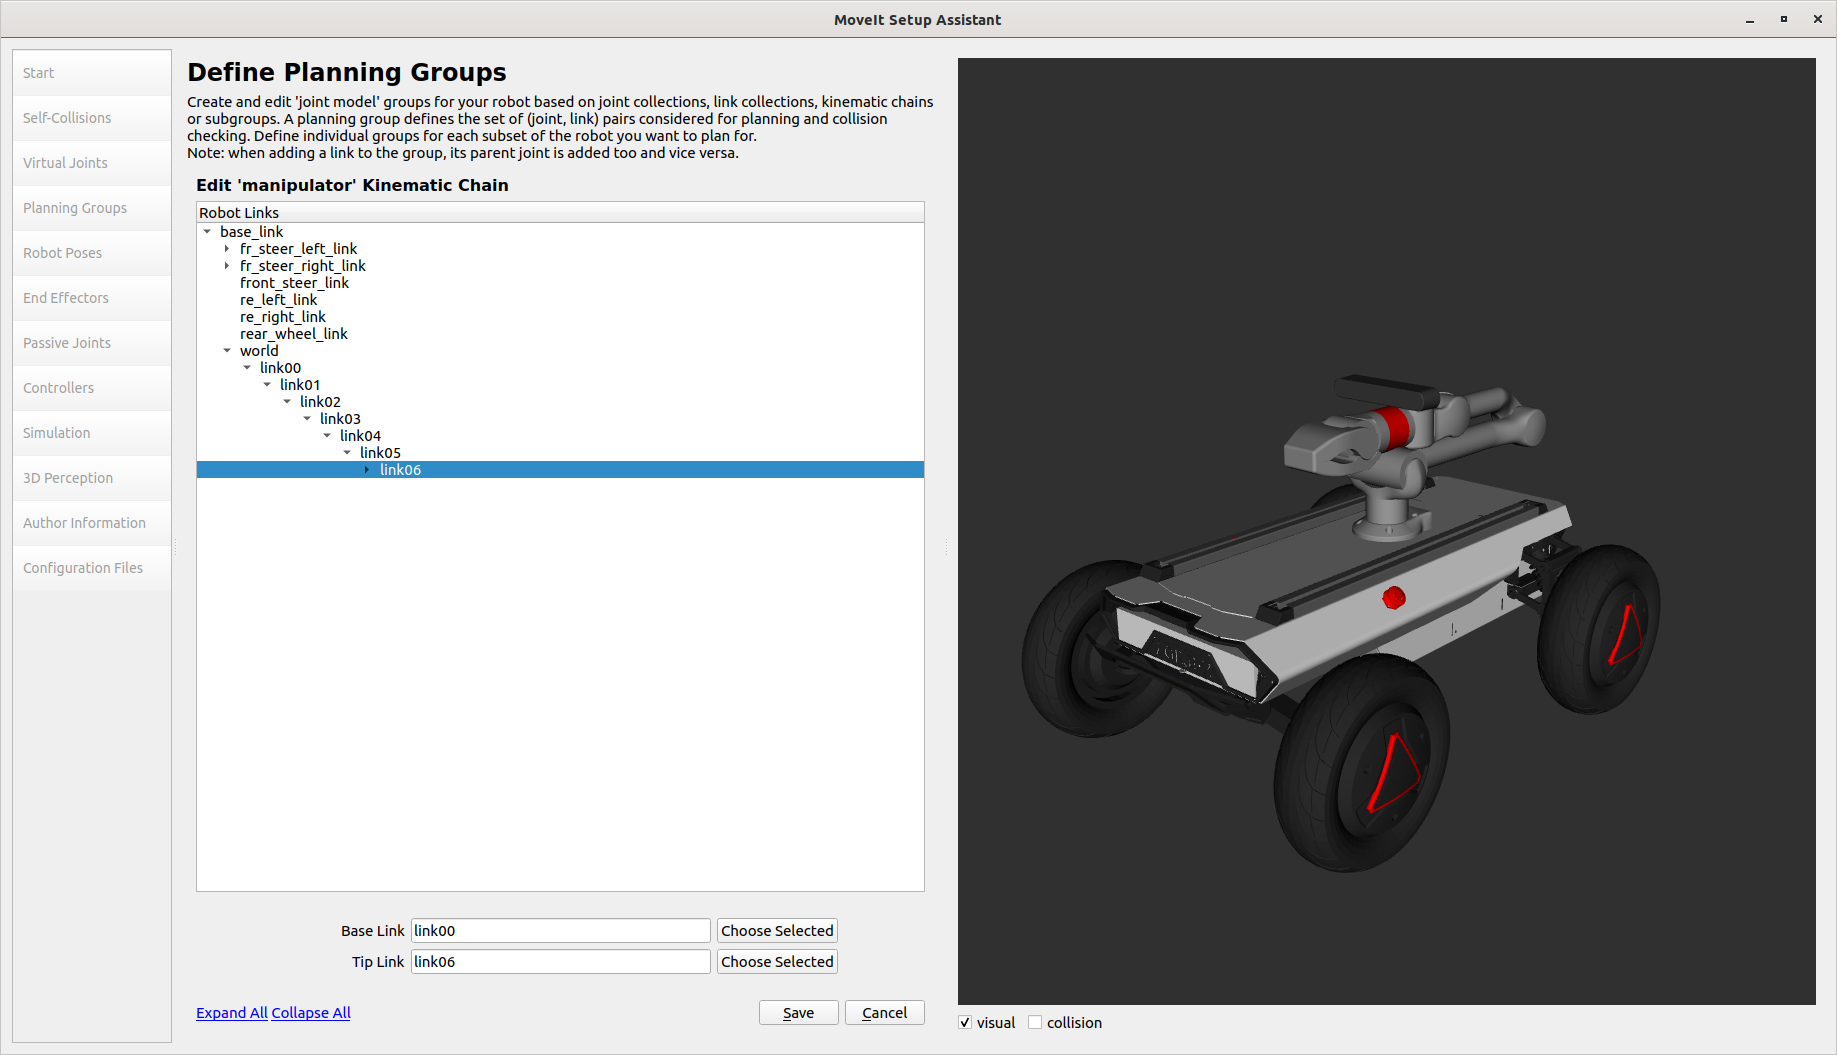 MoveIt Setup Assistant
Start
Self-Collisions
Virtual Joints
Planning Groups
Robot Poses
End Effectors
Passive Joints
Controllers
Simulation
3D Perception
Author Information
Configuration Files
Define Planning Groups
Create and edit 'joint model' groups for your robot based on joint collections, link collections, kinematic chains
or subgroups. A planning group defines the set of (joint, link) pairs considered for planning and collision
checking. Define individual groups for each subset of the robot you want to plan for.
Note: when adding a link to the group, its parent joint is added too and vice versa.
Edit 'manipulator' Kinematic Chain
Robot Links
base_link
fr_steer_left_link
fr_steer_right_link
front_steer_link
re_left_link
re_right_link
rear_wheel_link
world
link00
link01
link02
link03
link04
link05
link06
Base Link link00 Choose Selected
Tip Link link06 Choose Selected
Expand All Collapse All Save Cancel
visual collision